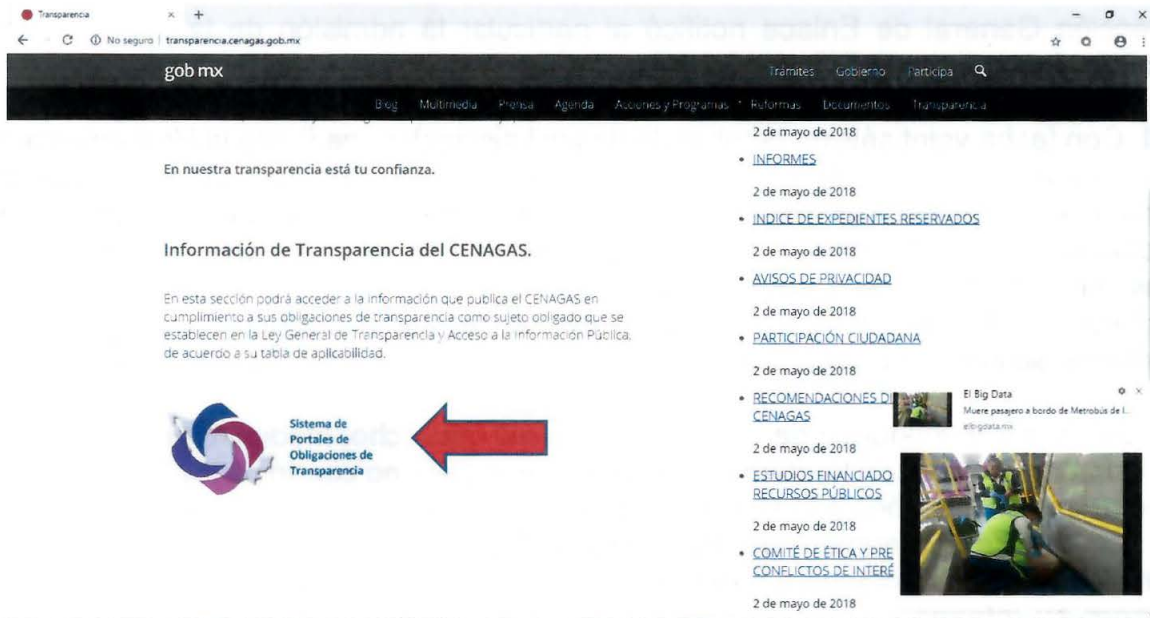 Transparencia
No seguro | transparencia.cenagas.gob.mx
gob mx
Trámites Gobierno Participa
Blog Multimedia Prensa Agenda Acciones y Programas Reformas Documentos Transparencia
En nuestra transparencia está tu confianza.
Información de Transparencia del CENAGAS.
En esta sección podrá acceder a la información que publica el CENAGAS en
cumplimiento a sus obligaciones de transparencia como sujeto obligado que se
establecen en la Ley General de Transparencia y Acceso a la Información Pública,
de acuerdo a su tabla de aplicabilidad.
Sistema de
Portales de
Obligaciones de
Transparencia
2 de mayo de 2018
• INFORMES
2 de mayo de 2018
• INDICE DE EXPEDIENTES RESERVADOS
2 de mayo de 2018
• AVISOS DE PRIVACIDAD
2 de mayo de 2018
• PARTICIPACIÓN CIUDADANA
2 de mayo de 2018
• RECOMENDACIONES
CENAGAS
2 de mayo de 2018
• ESTUDIOS FINANCIADO
RECURSOS PÚBLICOS
2 de mayo de 2018
• COMITÉ DE ÉTICA Y PRE
CONFLICTOS DE INTERÉ
2 de mayo de 2018
El Big Data
Muere pasajero a bordo de Metrobús de l...
elbigdata.mx